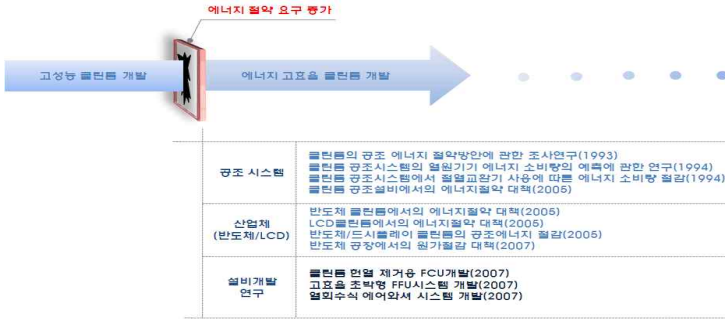 에너지 절약 요구 증가
고성능 클린룸 개발
에너지 고효율 클린룸 개발
공조 시스템
클린룸의 공조 에너지 절약방안에 관한 조사연구(1993)
클린룸 공조시스템의 열원기기 에너지 소비량의 예측에 관한 연구(1994)
클린룸 공조시스템에서 현열교환기 사용에 따른 에너지 소비량 절감(1994)
클린룸 공조설비에서의 에너지절약 대책(2005)
산업체
(반도체/LCD)
반도체 클린룸에서의 에너지절약 대책(2005)
LCD클린룸에서의 에너지절약 대책(2005)
반도체/디스플레이 클린룸의 공조에너지 절감(2005)
반도체 공장에서의 원가절감 대책(2007)
설비개발
연구
클린룸 현열 제거용 FCU개발(2007)
고효율 초박형 FFU시스템 개발(2007)
열회수식 에어와셔 시스템 개발(2007)